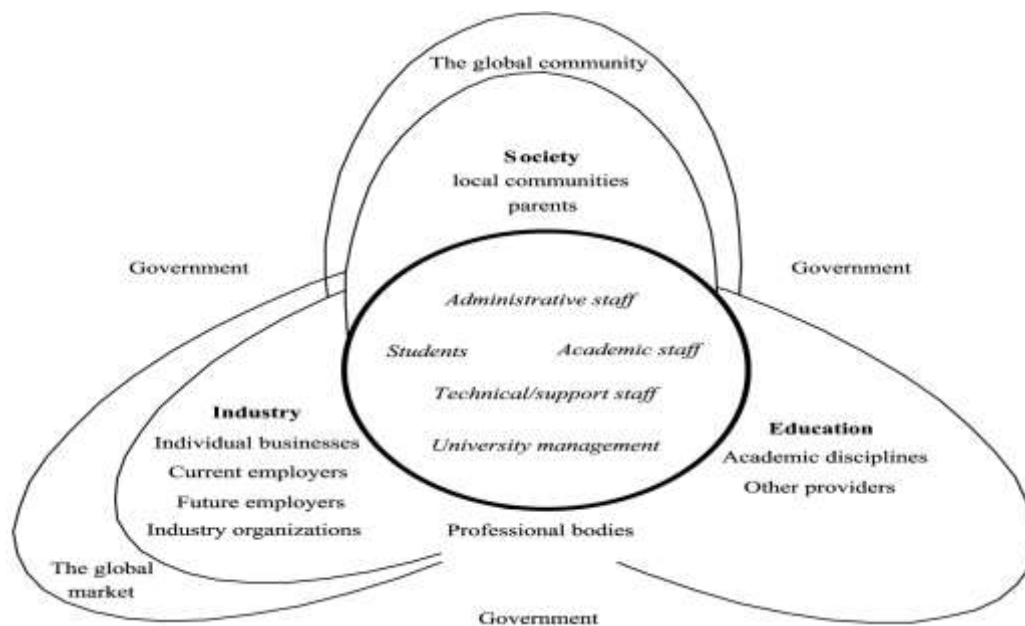 The global community
Society
local communities
parents
Government
Government
Administrative staff
Students
Academic staff
Technical/support staff
University management
Industry
Individual businesses
Current employers
Future employers
Industry organizations
Education
Academic disciplines
Other providers
Professional bodies
The global
market
Government